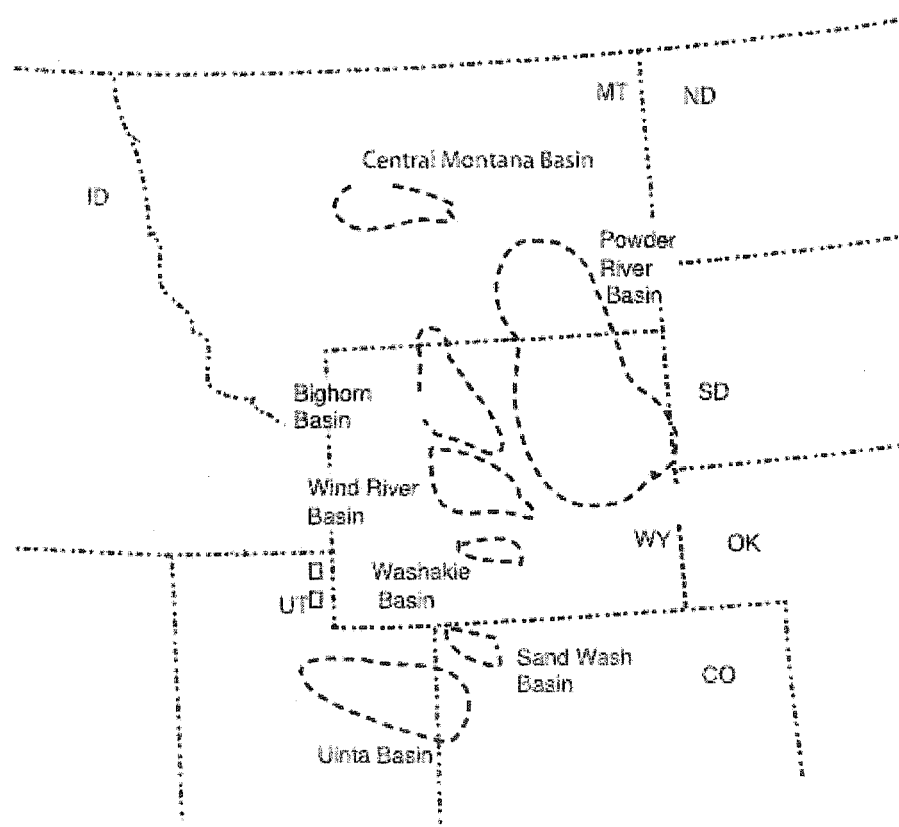 MT
ND
Central Montana Basin
ID
Powder
River
Basin
Bighorn
Basin
SD
Wind River
Basin
WY
OK
Washakie
Basin
UT
Sand Wash
Basin
CO
Uinta Basin